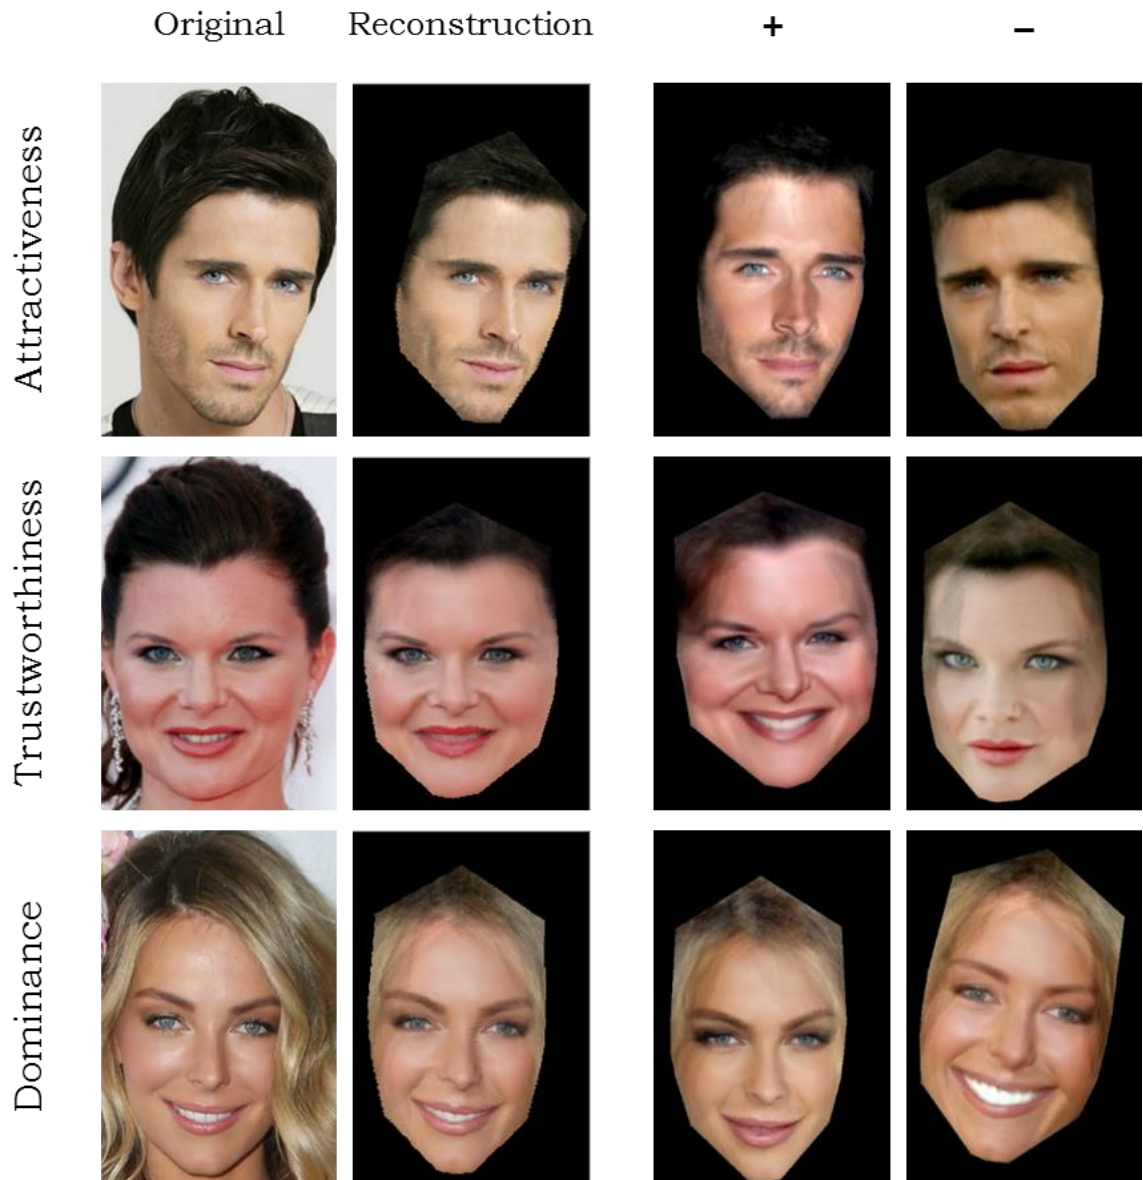 Original Reconstruction + –
Attractiveness
Trustworthiness
Dominance